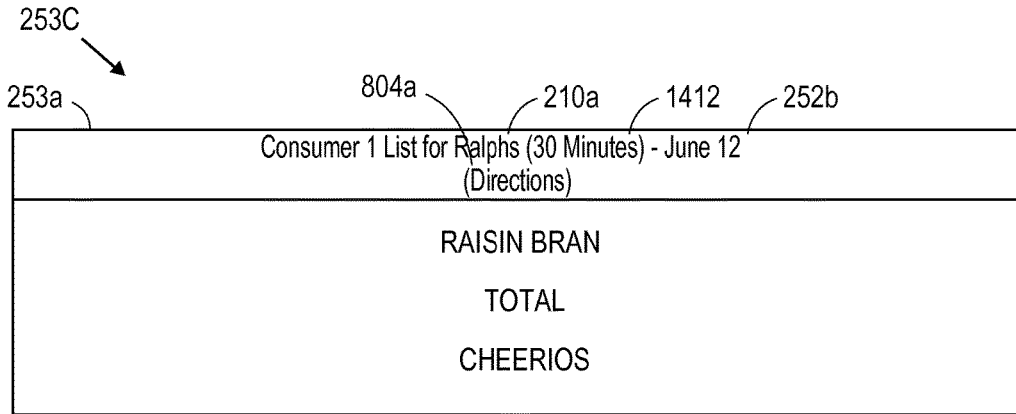 253C
253a 804a 210a 1412 252b
Consumer 1 List for Ralphs (30 Minutes) - June 12
(Directions)
RAISIN BRAN
TOTAL
CHEERIOS